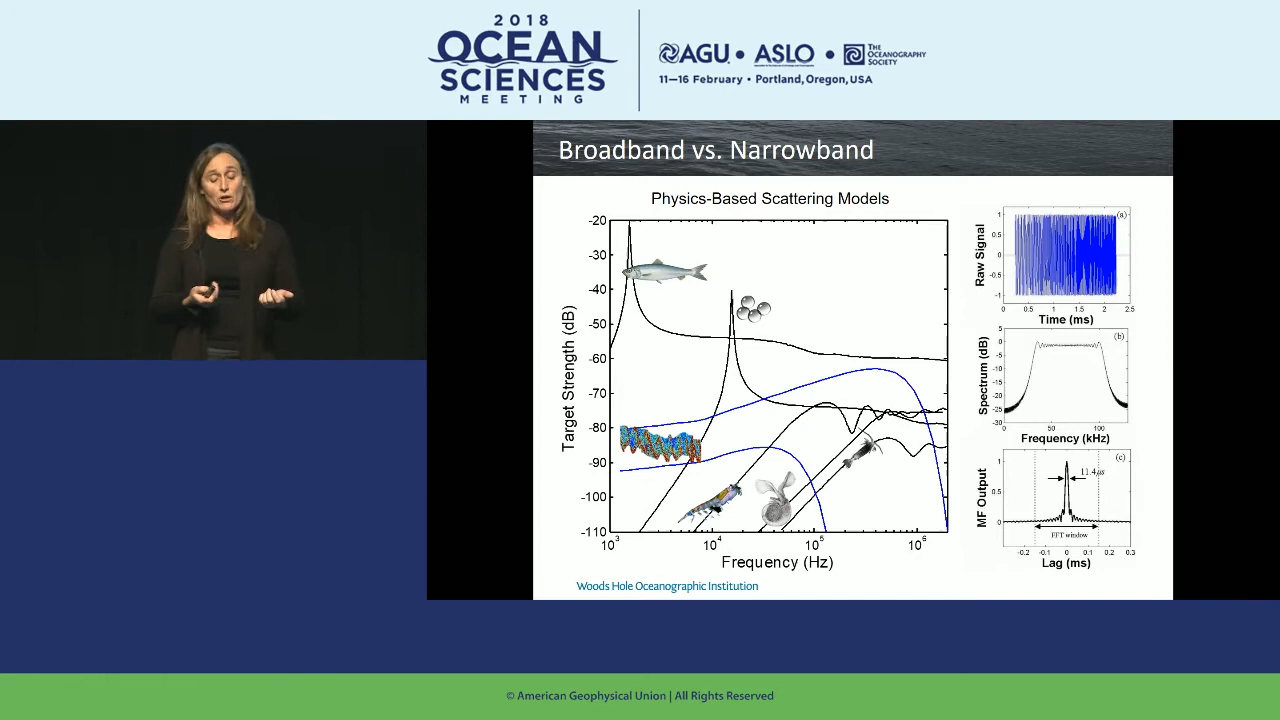 2018
OCEAN
SCIENCES
MEETING
AGU • ASLO • THE OCEANOGRAPHY SOCIETY
11—16 February • Portland, Oregon, USA
Broadband vs. Narrowband
Physics-Based Scattering Models
Target Strength (dB)
-20
-30
-40
-50
-60
-70
-80
-90
-100
-110
10³ 10⁴ 10⁵ 10⁶
Frequency (Hz)
Woods Hole Oceanographic Institution
(a)
Raw Signal
1
0.5
0
-0.5
-1
0 0.5 1 1.5 2 2.5
Time (ms)
(b)
Spectrum (dB)
5
0
-5
-10
-15
-20
-25
-30
0 50 100
Frequency (kHz)
(c)
MF Output
1
0.5
0
11.4 µs
FFT window
-0.2 -0.1 0 0.1 0.2 0.3
Lag (ms)
© American Geophysical Union | All Rights Reserved